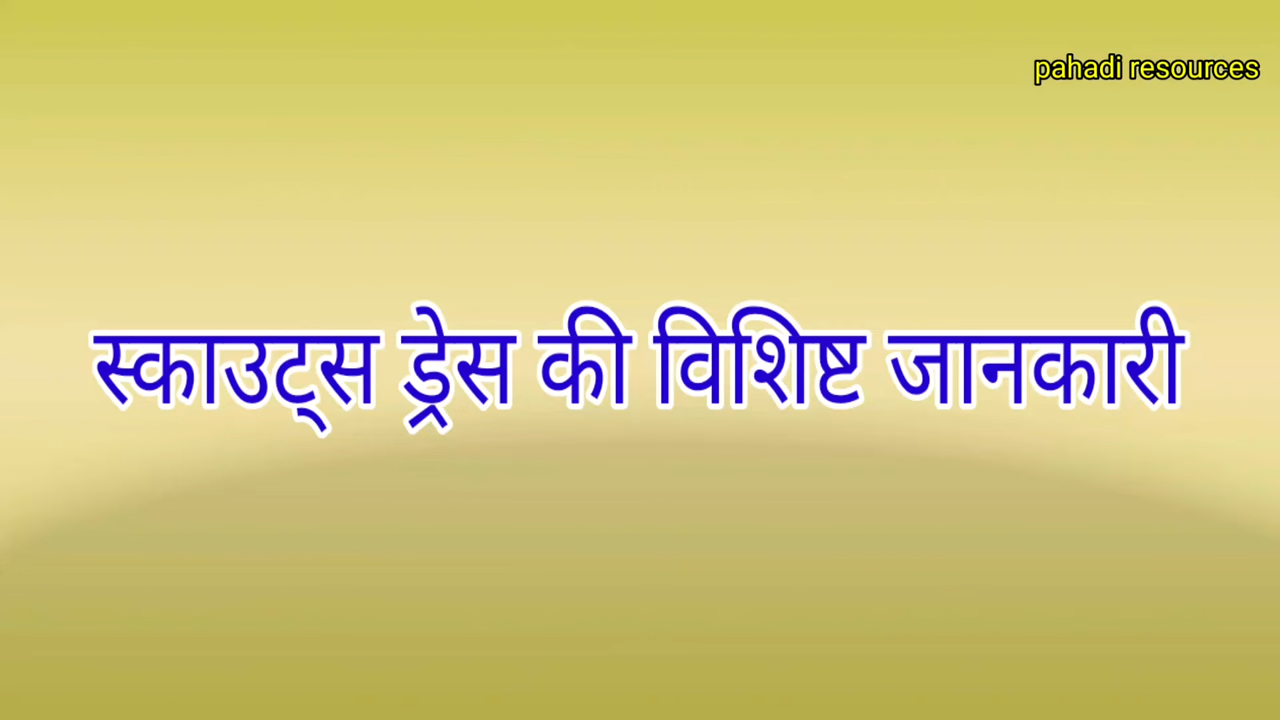 pahadi resources
स्काउट्स ड्रेस की विशिष्ट जानकारी